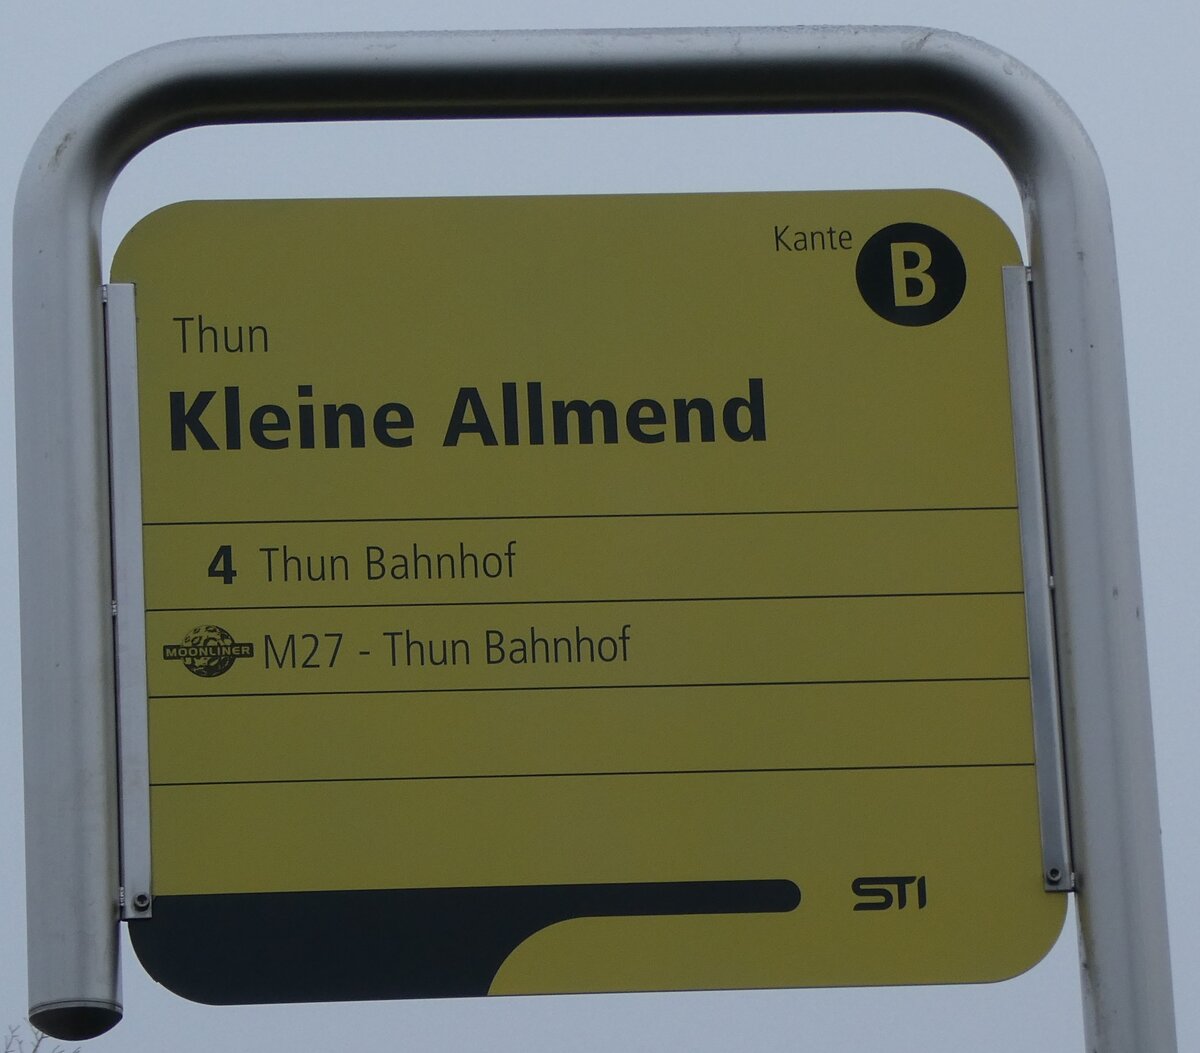 Kante B
Thun
Kleine Allmend
4 Thun Bahnhof
MOONLINER M27 - Thun Bahnhof
STI